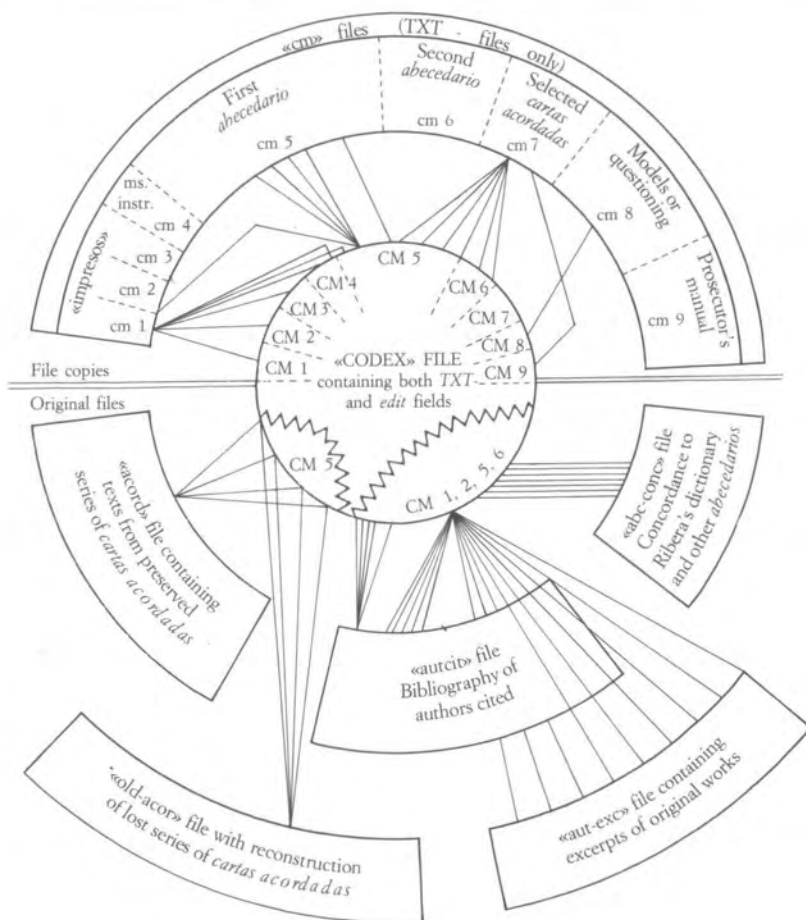 «cm» files (TXT - files only)
«impresos»
cm 1
cm 2
cm 3
ms.
instr.
cm 4
First
abecedario
cm 5
Second
abecedario
cm 6
Selected
cartas
acordadas
cm 7
Models or
questioning
cm 8
Prosecutor's
manual
cm 9
CM 1
CM 2
CM 3
CM 4
CM 5
CM 6
CM 7
CM 8
CM 9
«CODEX» FILE
containing both TXT-
and edit fields
File copies
Original files
CM 5
CM 1, 2, 5, 6
«acord» file containing
texts from preserved
series of cartas acordadas
«abc-conc» file
Concordance to
Ribera's dictionary
and other abecedarios
«autcit» file
Bibliography of
authors cited
«old-acor» file with reconstruction
of lost series of cartas acordadas
«aut-exc» file containing
excerpts of original works